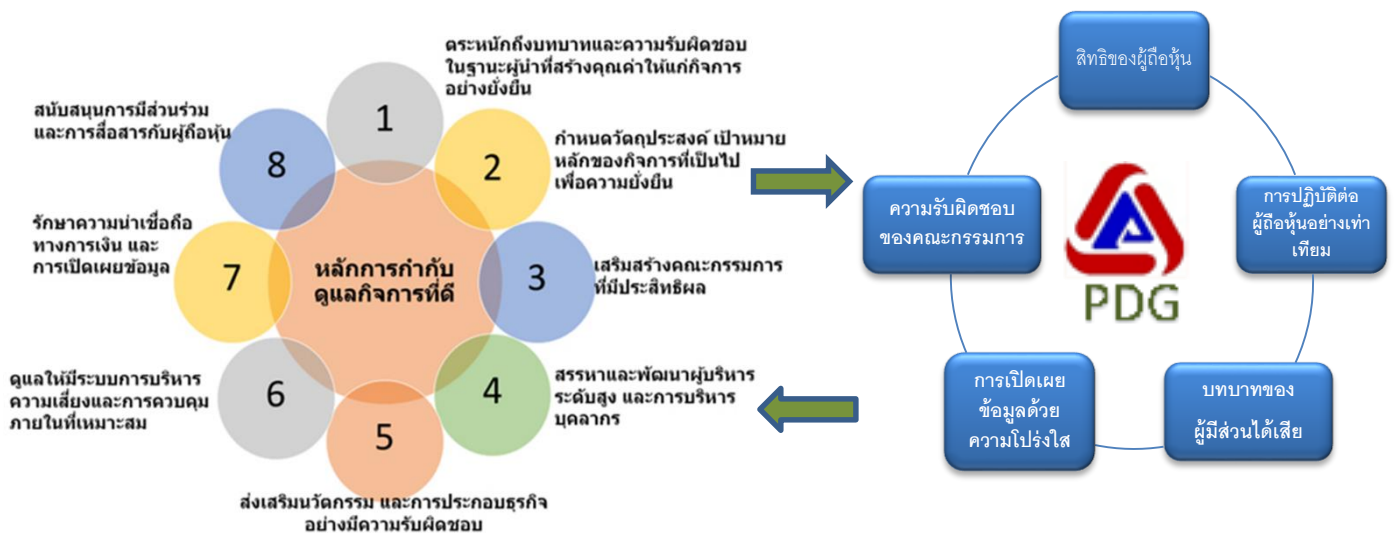 1
ตระหนักถึงบทบาทและความรับผิดชอบ
ในฐานะผู้นำที่สร้างคุณค่าให้แก่กิจการ
อย่างยั่งยืน
2
กำหนดวัตถุประสงค์ เป้าหมาย
หลักของกิจการที่เป็นไป
เพื่อความยั่งยืน
3
เสริมสร้างคณะกรรมการ
ที่มีประสิทธิผล
4
สรรหาและพัฒนาผู้บริหาร
ระดับสูง และการบริหาร
บุคลากร
5
ส่งเสริมนวัตกรรม และการประกอบธุรกิจ
อย่างมีความรับผิดชอบ
6
ดูแลให้มีระบบการบริหาร
ความเสี่ยงและการควบคุม
ภายในที่เหมาะสม
7
รักษาความน่าเชื่อถือ
ทางการเงิน และ
การเปิดเผยข้อมูล
8
สนับสนุนการมีส่วนร่วม
และการสื่อสารกับผู้ถือหุ้น
หลักการกำกับ
ดูแลกิจการที่ดี
สิทธิของผู้ถือหุ้น
การปฏิบัติต่อ
ผู้ถือหุ้นอย่างเท่า
เทียม
บทบาทของ
ผู้มีส่วนได้เสีย
การเปิดเผย
ข้อมูลด้วย
ความโปร่งใส
ความรับผิดชอบ
ของคณะกรรมการ
PDG